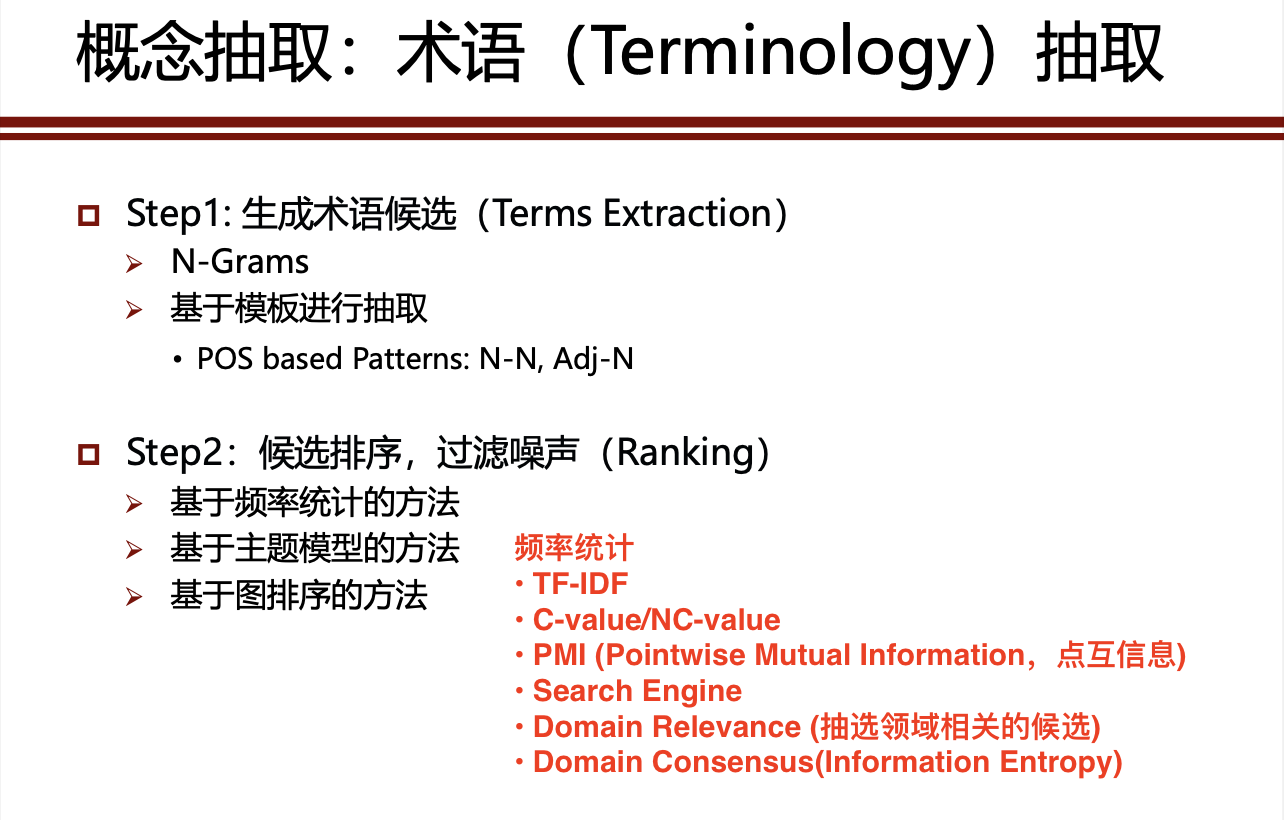 概念抽取：术语（Terminology）抽取
Step1: 生成术语候选（Terms Extraction）
N-Grams
基于模板进行抽取
• POS based Patterns: N-N, Adj-N
Step2：候选排序，过滤噪声（Ranking）
基于频率统计的方法
基于主题模型的方法
基于图排序的方法
频率统计
• TF-IDF
• C-value/NC-value
• PMI (Pointwise Mutual Information，点互信息)
• Search Engine
• Domain Relevance (抽选领域相关的候选)
• Domain Consensus(Information Entropy)